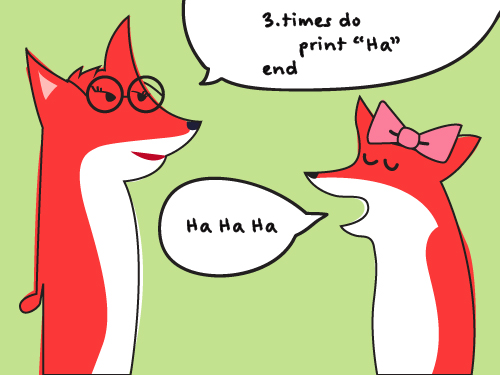 3.times do
print “Ha”
end
Ha Ha Ha